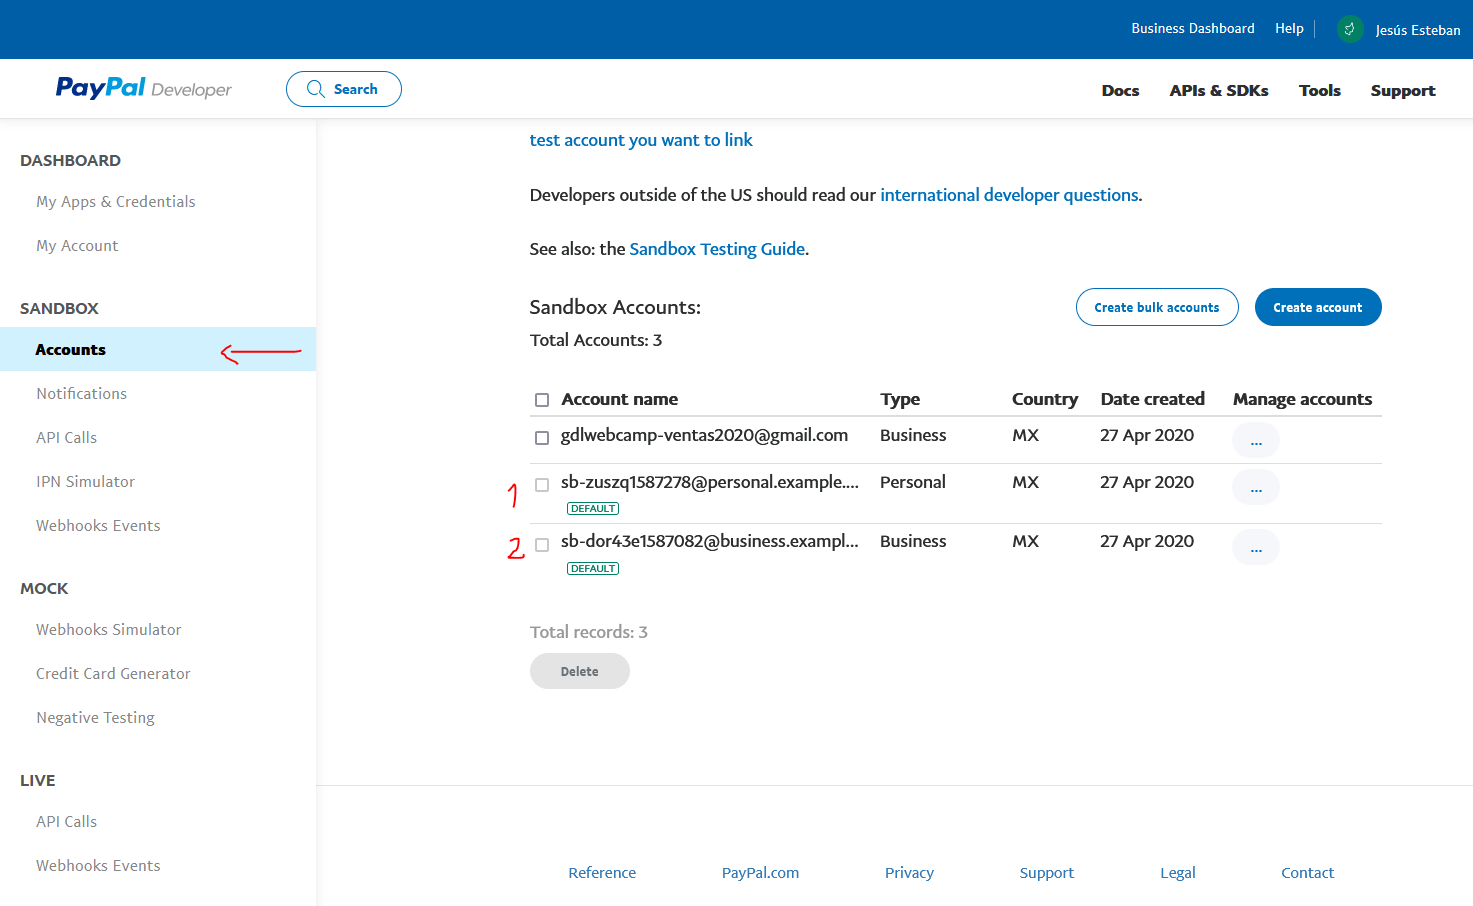 Business Dashboard Help Jesús Esteban
PayPal Developer Search Docs APIs & SDKs Tools Support
DASHBOARD
My Apps & Credentials
My Account
SANDBOX
Accounts
Notifications
API Calls
IPN Simulator
Webhooks Events
MOCK
Webhooks Simulator
Credit Card Generator
Negative Testing
LIVE
API Calls
Webhooks Events
test account you want to link
Developers outside of the US should read our international developer questions.
See also: the Sandbox Testing Guide.
Sandbox Accounts: Create bulk accounts Create account
Total Accounts: 3
Account name Type Country Date created Manage accounts
gdlwebcamp-ventas2020@gmail.com Business MX 27 Apr 2020 ...
1 sb-zuszq1587278@personal.example.... Personal MX 27 Apr 2020 ...
DEFAULT
2 sb-dor43e1587082@business.exampl... Business MX 27 Apr 2020 ...
DEFAULT
Total records: 3
Delete
Reference PayPal.com Privacy Support Legal Contact